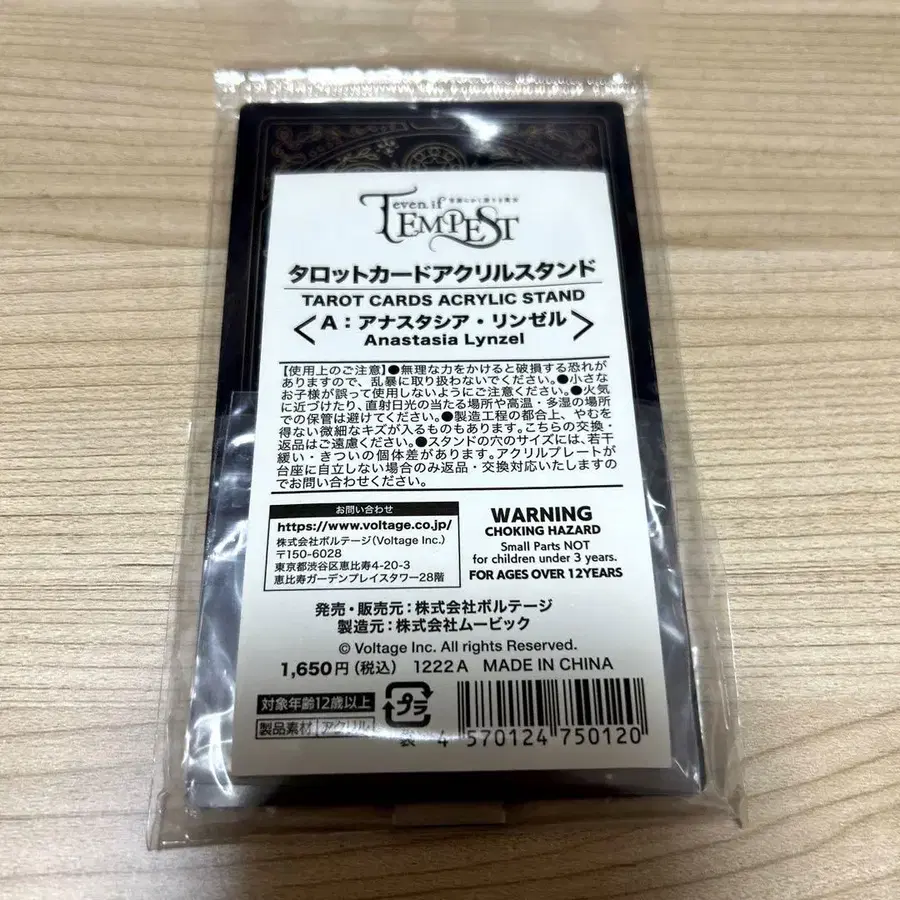 even if
TEMPEST
タロットカードアクリルスタンド
TAROT CARDS ACRYLIC STAND
<A:アナスタシア・リンゼル>
Anastasia Lynzel
【使用上のご注意】●無理な力をかけると破損する恐れが
ありますので、乱暴に取り扱わないでください。●小さな
お子様が誤って使用しないようにご注意ください。●火気
に近づけたり、直射日光の当たる場所や高温・多湿の場所
での保管は避けてください。●製造工程の都合上、やむを
得ない微細なキズが入るものもあります。こちらの交換・
返品はご遠慮ください。●スタンドの穴のサイズには、若干
緩い・きついの個体差があります。アクリルプレートが
台座に自立しない場合のみ返品・交換対応いたしますの
でお問い合わせください。
お問い合わせ
https://www.voltage.co.jp/
株式会社ボルテージ(Voltage Inc.)
〒150-6028
東京都渋谷区恵比寿4-20-3
恵比寿ガーデンプレイスタワー28階
WARNING
CHOKING HAZARD
Small Parts NOT
for children under 3 years.
FOR AGES OVER 12YEARS
発売・販売元:株式会社ボルテージ
製造元:株式会社ムービック
© Voltage Inc. All rights Reserved.
1,650円(税込) 1222A MADE IN CHINA
対象年齢12歳以上
製品素材 アクリル
プラ
袋
4 570124 750120